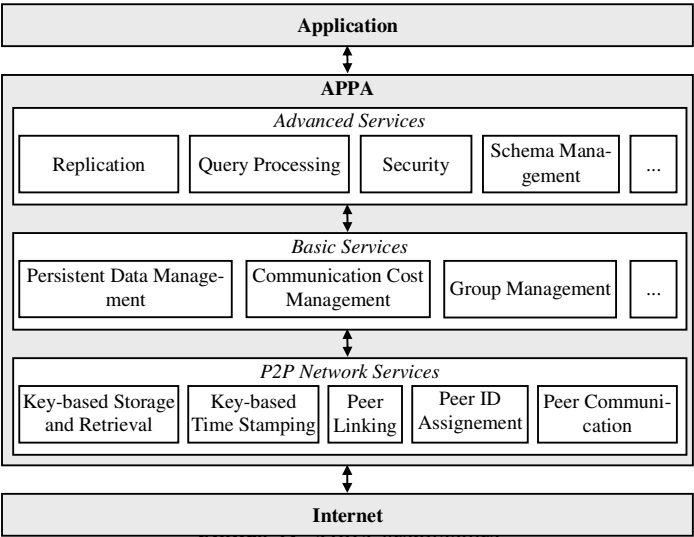 Application
APPA
Advanced Services
Replication
Query Processing
Security
Schema Mana-
gement
...
Basic Services
Persistent Data Manage-
ment
Communication Cost
Management
Group Management
...
P2P Network Services
Key-based Storage
and Retrieval
Key-based
Time Stamping
Peer
Linking
Peer ID
Assignement
Peer Communi-
cation
Internet